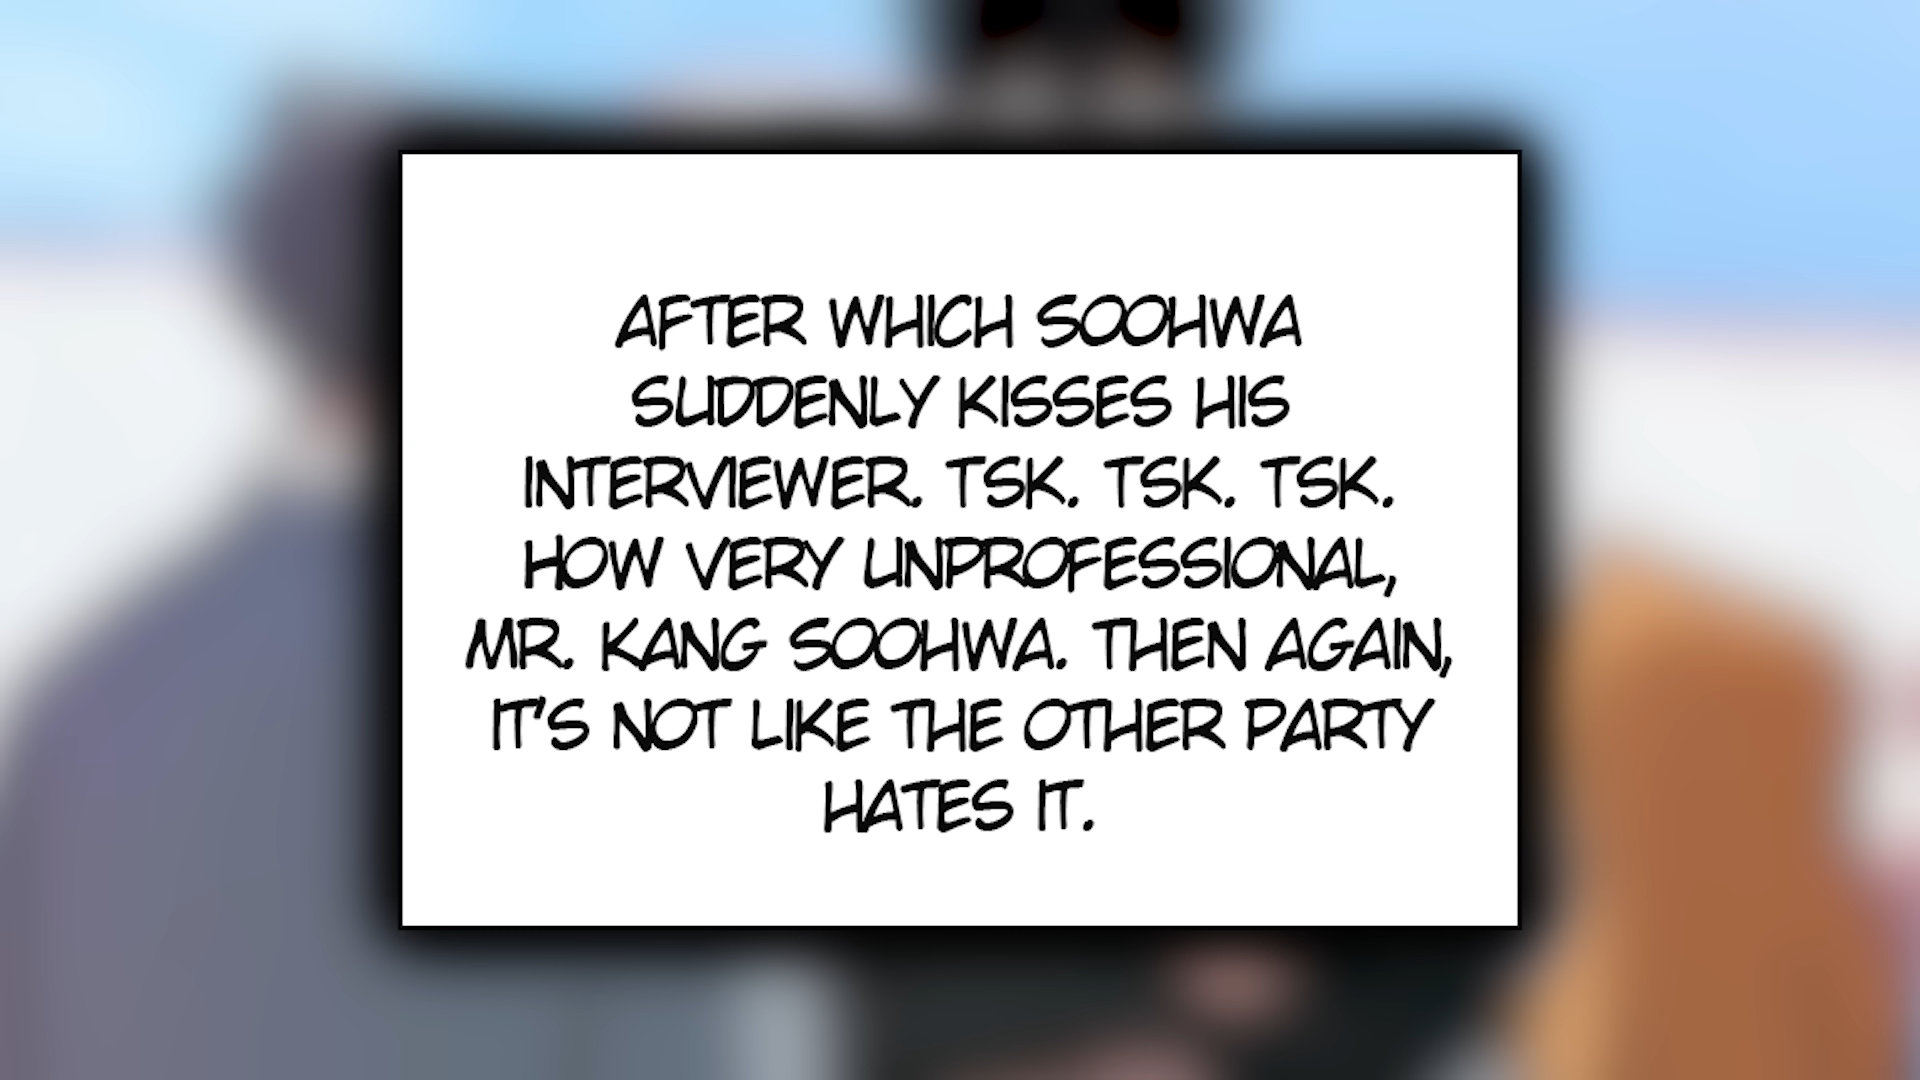 AFTER WHICH SOOHWA
SUDDENLY KISSES HIS
INTERVIEWER. TSK. TSK. TSK.
HOW VERY UNPROFESSIONAL,
MR. KANG SOOHWA. THEN AGAIN,
IT'S NOT LIKE THE OTHER PARTY
HATES IT.